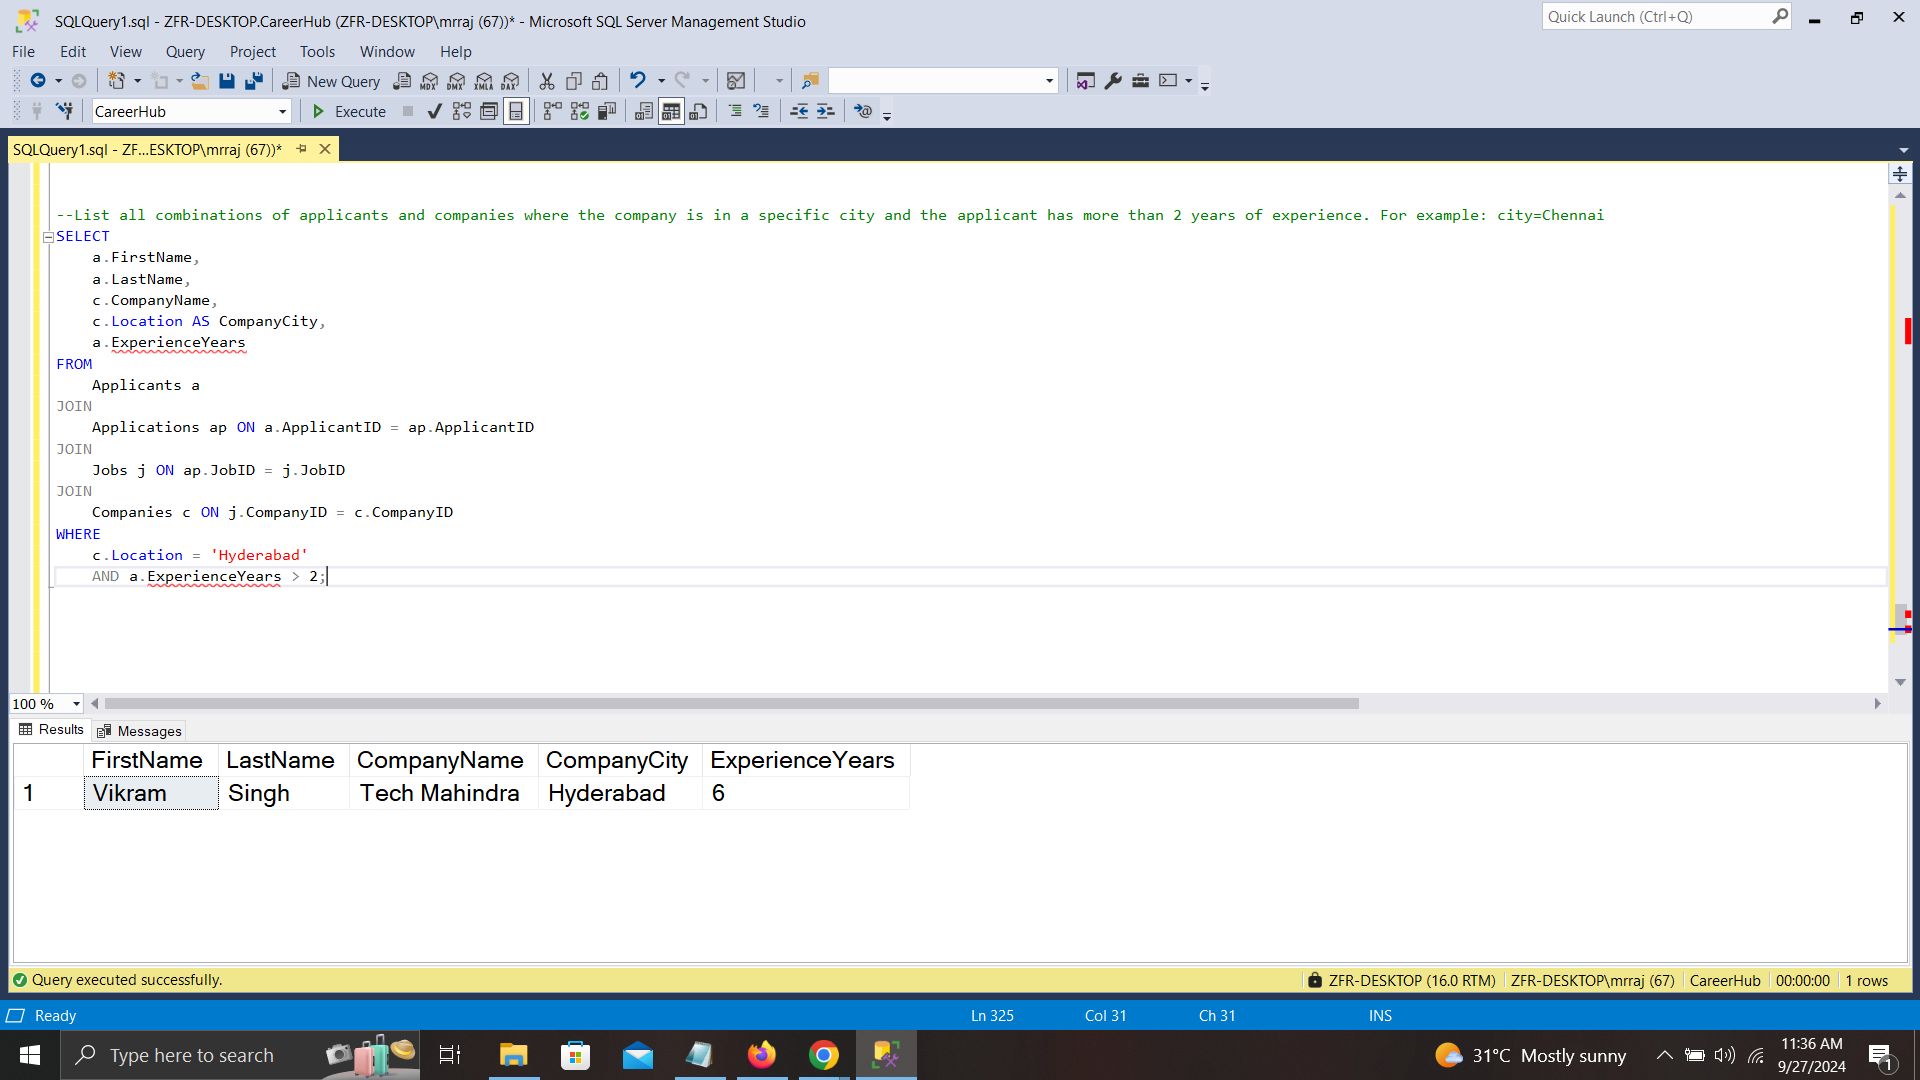 SQLQuery1.sql - ZFR-DESKTOP.CareerHub (ZFR-DESKTOP\mrraj (67))* - Microsoft SQL Server Management Studio
Quick Launch (Ctrl+Q)
File Edit View Query Project Tools Window Help
New Query MDX DMX XMLA DAX
CareerHub Execute
SQLQuery1.sql - ZF...ESKTOP\mrraj (67))*
--List all combinations of applicants and companies where the company is in a specific city and the applicant has more than 2 years of experience. For example: city=Chennai
SELECT
a.FirstName,
a.LastName,
c.CompanyName,
c.Location AS CompanyCity,
a.ExperienceYears
FROM
Applicants a
JOIN
Applications ap ON a.ApplicantID = ap.ApplicantID
JOIN
Jobs j ON ap.JobID = j.JobID
JOIN
Companies c ON j.CompanyID = c.CompanyID
WHERE
c.Location = 'Hyderabad'
AND a.ExperienceYears > 2;
100 %
Results Messages
FirstName LastName CompanyName CompanyCity ExperienceYears
1 Vikram Singh Tech Mahindra Hyderabad 6
Query executed successfully.
ZFR-DESKTOP (16.0 RTM) ZFR-DESKTOP\mrraj (67) CareerHub 00:00:00 1 rows
Ready Ln 325 Col 31 Ch 31 INS
Type here to search
31°C Mostly sunny
11:36 AM
9/27/2024
1